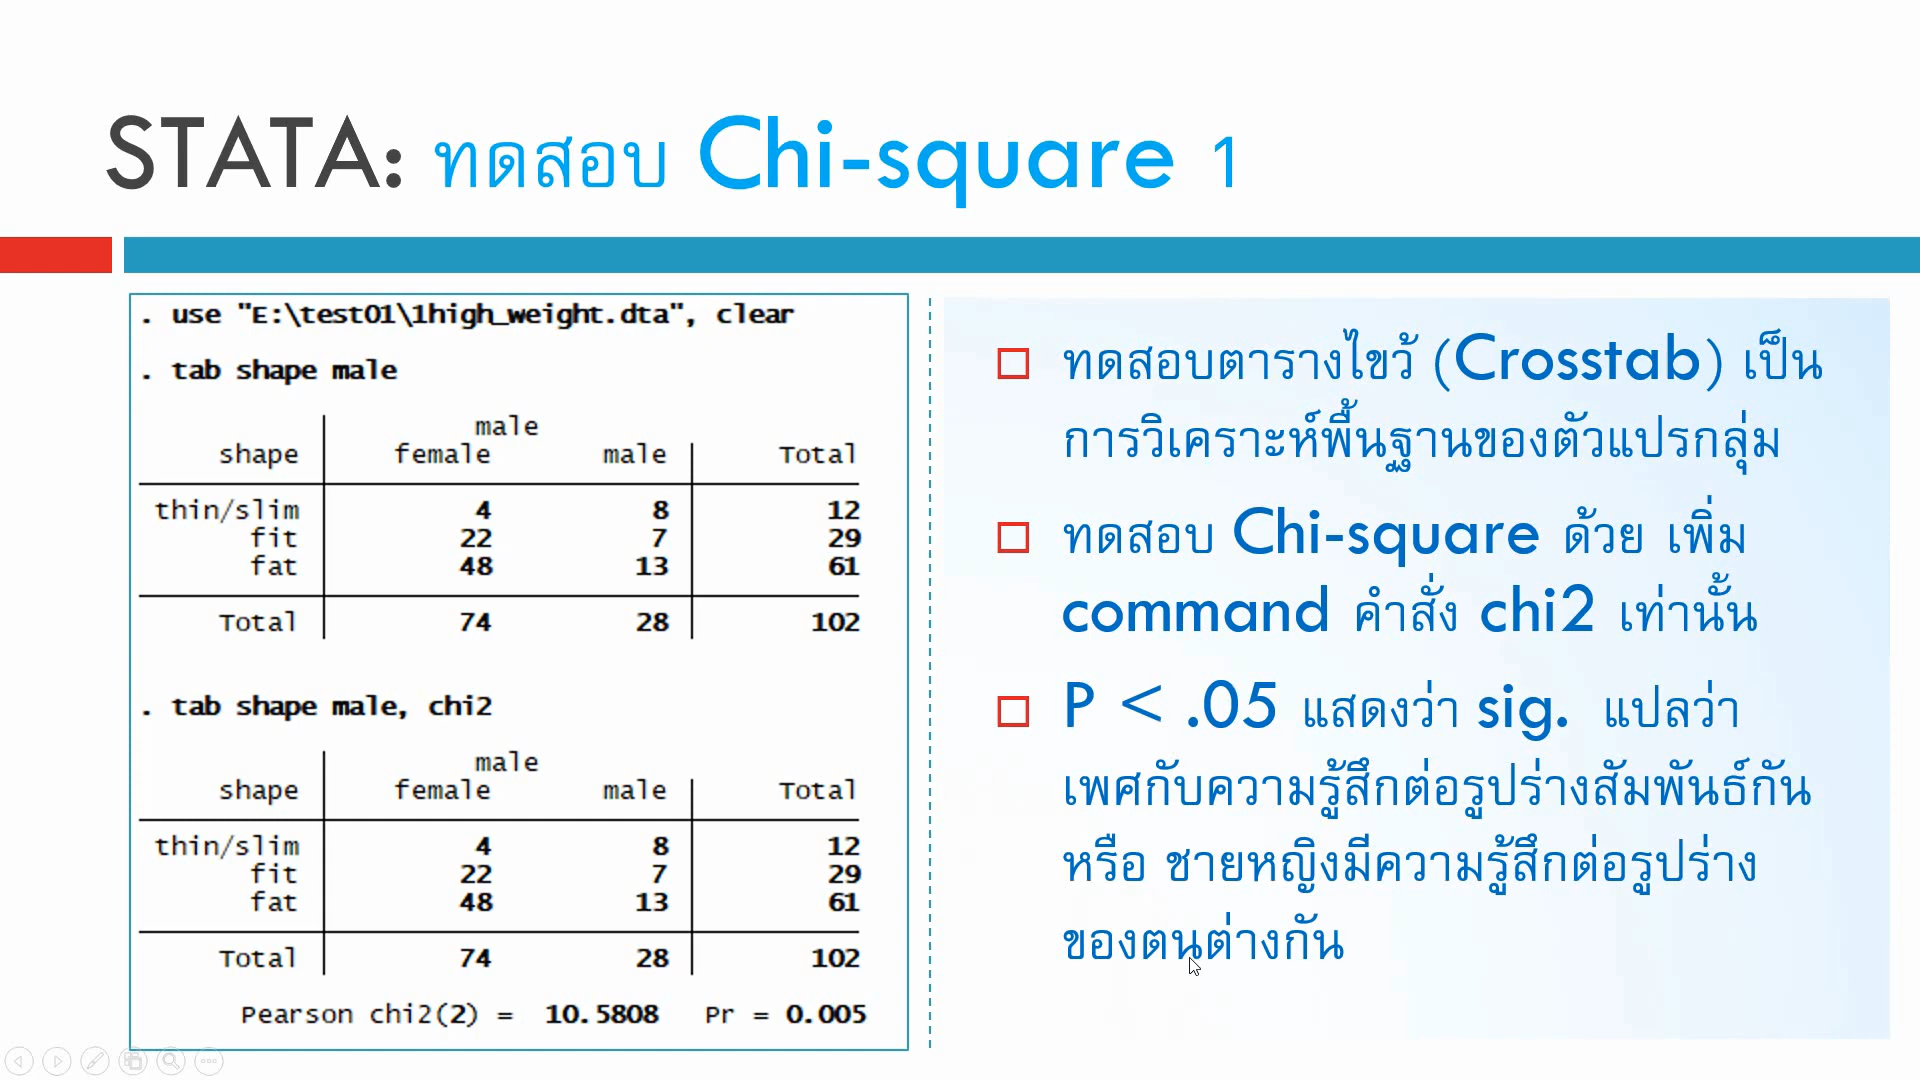 STATA: ทดสอบ Chi-square 1
. use "E:\test01\1high_weight.dta", clear
. tab shape male
male
shape female male Total
thin/slim 4 8 12
fit 22 7 29
fat 48 13 61
Total 74 28 102
. tab shape male, chi2
male
shape female male Total
thin/slim 4 8 12
fit 22 7 29
fat 48 13 61
Total 74 28 102
Pearson chi2(2) = 10.5808 Pr = 0.005
ทดสอบตารางไขว้ (Crosstab) เป็น
การวิเคราะห์พื้นฐานของตัวแปรกลุ่ม
ทดสอบ Chi-square ด้วย เพิ่ม
command คำสั่ง chi2 เท่านั้น
P < .05 แสดงว่า sig. แปลว่า
เพศกับความรู้สึกต่อรูปร่างสัมพันธ์กัน
หรือ ชายหญิงมีความรู้สึกต่อรูปร่าง
ของตนต่างกัน